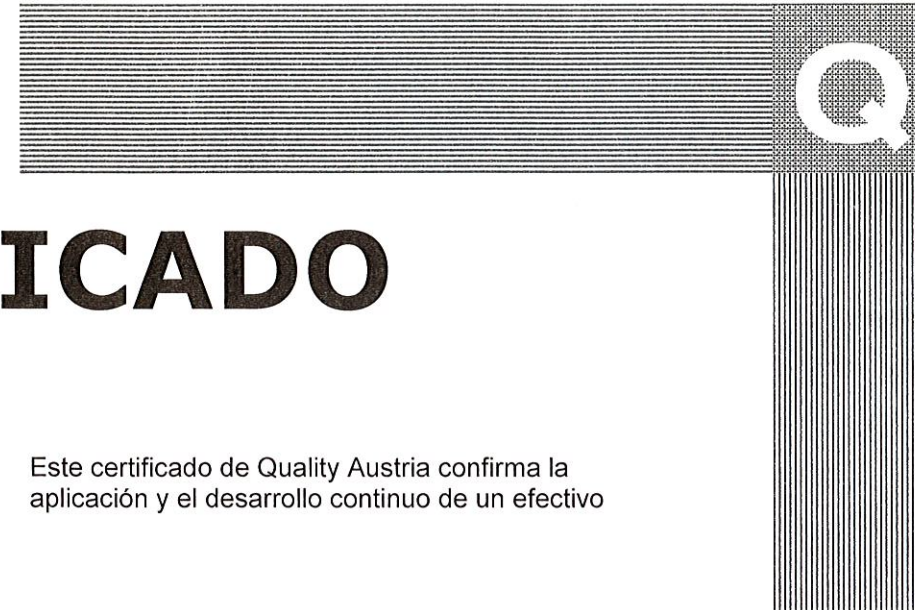 Q
ICADO
Este certificado de Quality Austria confirma la
aplicación y el desarrollo continuo de un efectivo